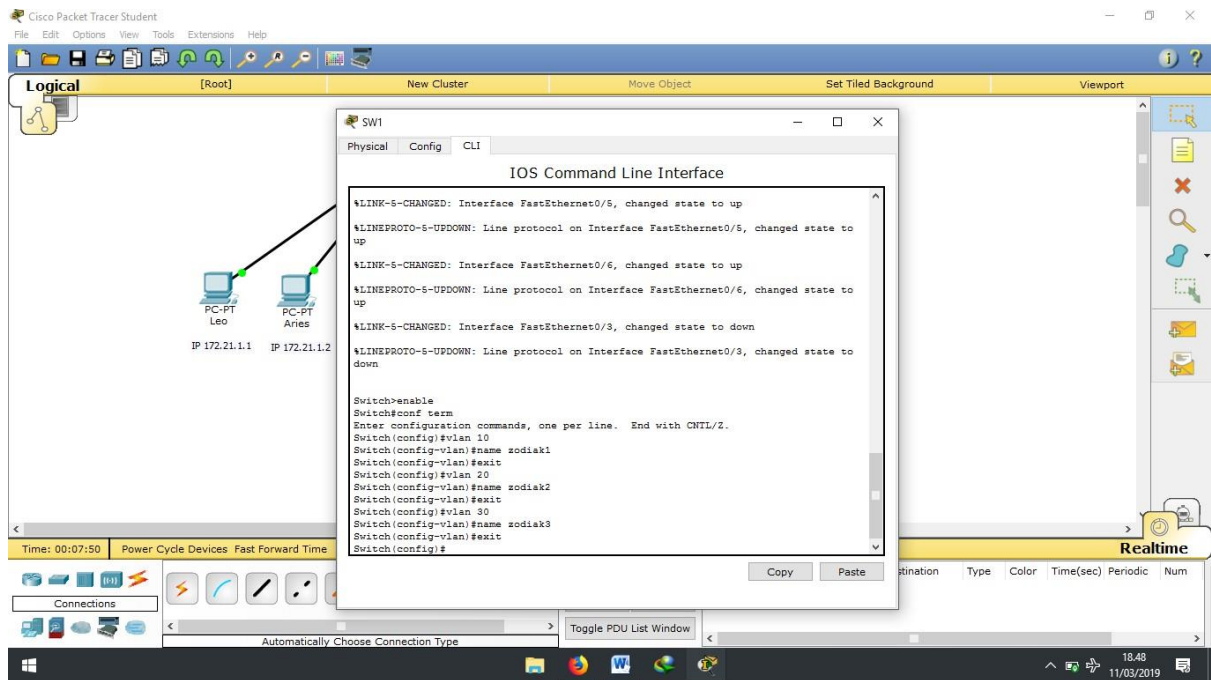 Cisco Packet Tracer Student
File Edit Options View Tools Extensions Help
Logical
[Root]
New Cluster
Move Object
Set Tiled Background
Viewport
SW1
Physical Config CLI
IOS Command Line Interface
%LINK-5-CHANGED: Interface FastEthernet0/5, changed state to up
%LINEPROTO-5-UPDOWN: Line protocol on Interface FastEthernet0/5, changed state to
up
%LINK-5-CHANGED: Interface FastEthernet0/6, changed state to up
%LINEPROTO-5-UPDOWN: Line protocol on Interface FastEthernet0/6, changed state to
up
%LINK-5-CHANGED: Interface FastEthernet0/3, changed state to down
%LINEPROTO-5-UPDOWN: Line protocol on Interface FastEthernet0/3, changed state to
down
Switch>enable
Switch#conf term
Enter configuration commands, one per line. End with CNTL/Z.
Switch(config)#vlan 10
Switch(config-vlan)#name zodiak1
Switch(config-vlan)#exit
Switch(config)#vlan 20
Switch(config-vlan)#name zodiak2
Switch(config-vlan)#exit
Switch(config)#vlan 30
Switch(config-vlan)#name zodiak3
Switch(config-vlan)#exit
Switch(config)#
Copy Paste
PC-PT
Leo
IP 172.21.1.1
PC-PT
Aries
IP 172.21.1.2
Time: 00:07:50 Power Cycle Devices Fast Forward Time
Realtime
Connections
Automatically Choose Connection Type
Toggle PDU List Window
stination Type Color Time(sec) Periodic Num
18.48
11/03/2019